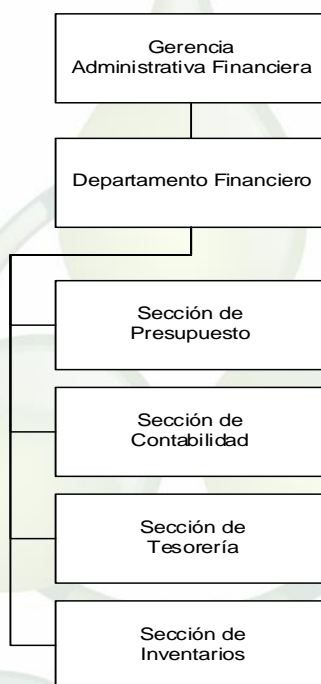 Gerencia
Administrativa Financiera
Departamento Financiero
Sección de
Presupuesto
Sección de
Contabilidad
Sección de
Tesorería
Sección de
Inventarios